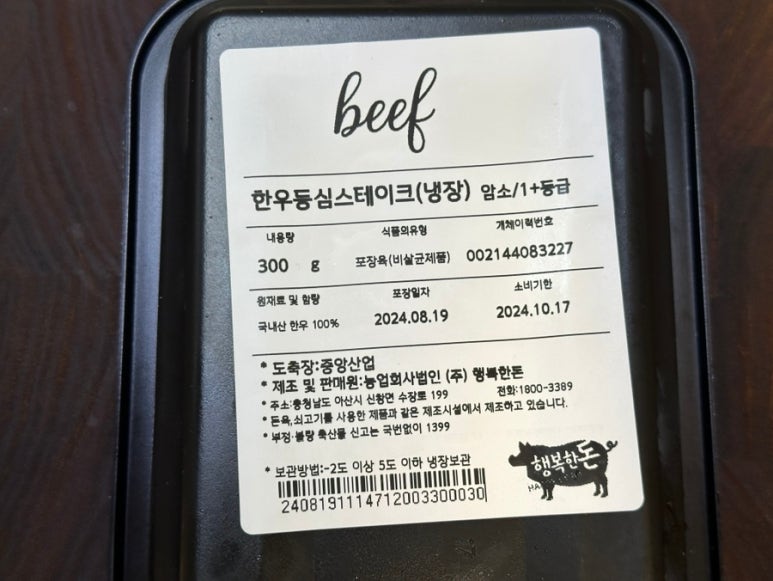 beef
한우등심스테이크(냉장) 암소/1+등급
내용량 식품의유형 개체이력번호
300 g 포장육(비살균제품) 002144083227
원재료 및 함량 포장일자 소비기한
국내산 한우 100% 2024.08.19 2024.10.17
* 도축장:중앙산업
* 제조 및 판매원:농업회사법인 (주) 행복한돈
* 주소:충청남도 아산시 신창면 수장로 199 전화:1800-3389
* 돈육,쇠고기를 사용한 제품과 같은 제조시설에서 제조하고 있습니다.
* 부정·불량 축산물 신고는 국번없이 1399
* 보관방법:-2도 이상 5도 이하 냉장보관
행복한돈
240819111471200330030